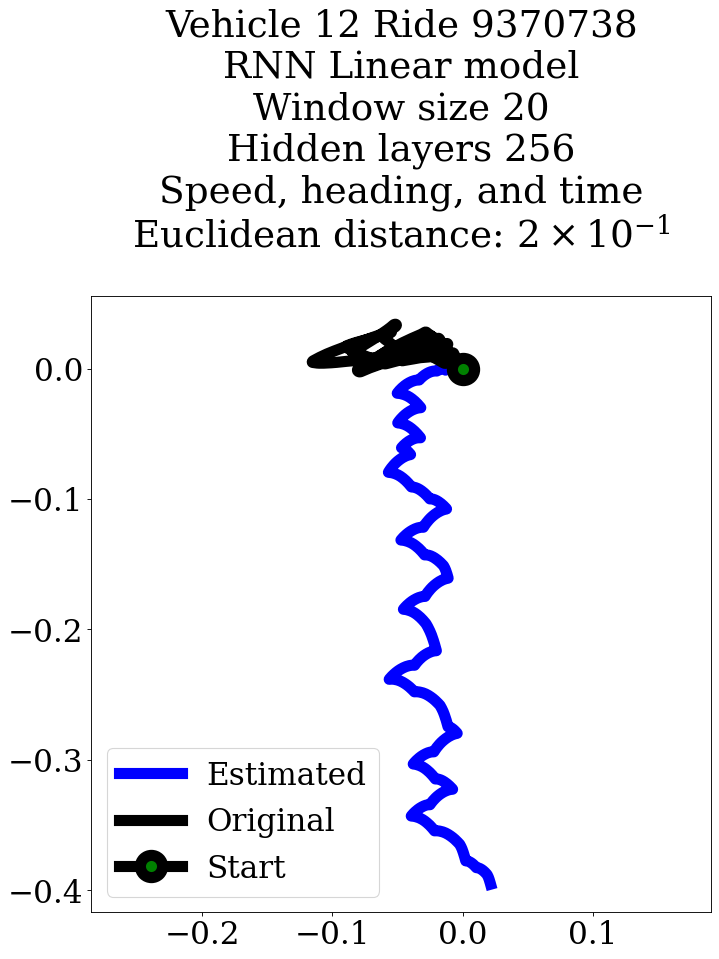 Vehicle 12 Ride 9370738
RNN Linear model
Window size 20
Hidden layers 256
Speed, heading, and time
Euclidean distance: 2 × 10⁻¹
0.0
−0.1
−0.2
−0.3
−0.4
Estimated
Original
Start
−0.2 −0.1 0.0 0.1